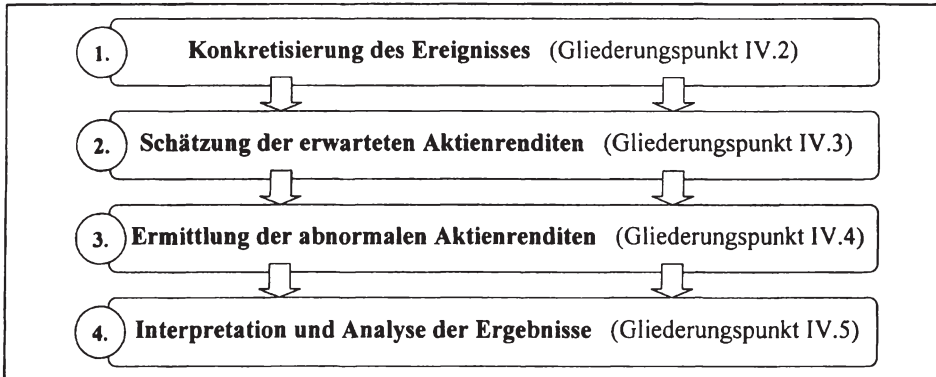 1. Konkretisierung des Ereignisses (Gliederungspunkt IV.2)
2. Schätzung der erwarteten Aktienrenditen (Gliederungspunkt IV.3)
3. Ermittlung der abnormalen Aktienrenditen (Gliederungspunkt IV.4)
4. Interpretation und Analyse der Ergebnisse (Gliederungspunkt IV.5)